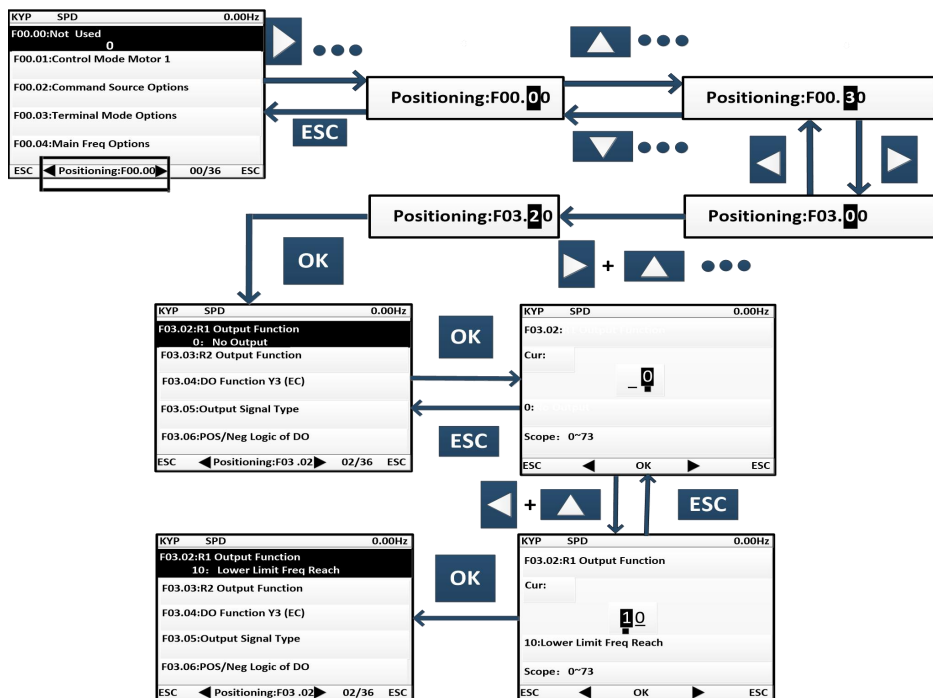 KYP SPD 0.00Hz
F00.00:Not Used
0
F00.01:Control Mode Motor 1
F00.02:Command Source Options
F00.03:Terminal Mode Options
F00.04:Main Freq Options
ESC ◀ Positioning:F00.00 ▶ 00/36 ESC
ESC
Positioning:F00.00
Positioning:F00. 30
Positioning:F03.20
Positioning:F03.00
OK
+
KYP SPD 0.00Hz
F03.02:R1 Output Function
0: No Output
F03.03:R2 Output Function
F03.04:DO Function Y3 (EC)
F03.05:Output Signal Type
F03.06:POS/Neg Logic of DO
ESC ◀ Positioning:F03 .02 ▶ 02/36 ESC
OK
ESC
KYP SPD 0.00Hz
F03.02:
Cur:
_ 0
0:
Scope: 0~73
ESC ◀ OK ▶ ESC
+
ESC
KYP SPD 0.00Hz
F03.02:R1 Output Function
10: Lower Limit Freq Reach
F03.03:R2 Output Function
F03.04:DO Function Y3 (EC)
F03.05:Output Signal Type
F03.06:POS/Neg Logic of DO
ESC ◀ Positioning:F03 .02 ▶ 02/36 ESC
OK
KYP SPD 0.00Hz
F03.02:R1 Output Function
Cur:
10
10:Lower Limit Freq Reach
Scope: 0~73
ESC ◀ OK ▶ ESC